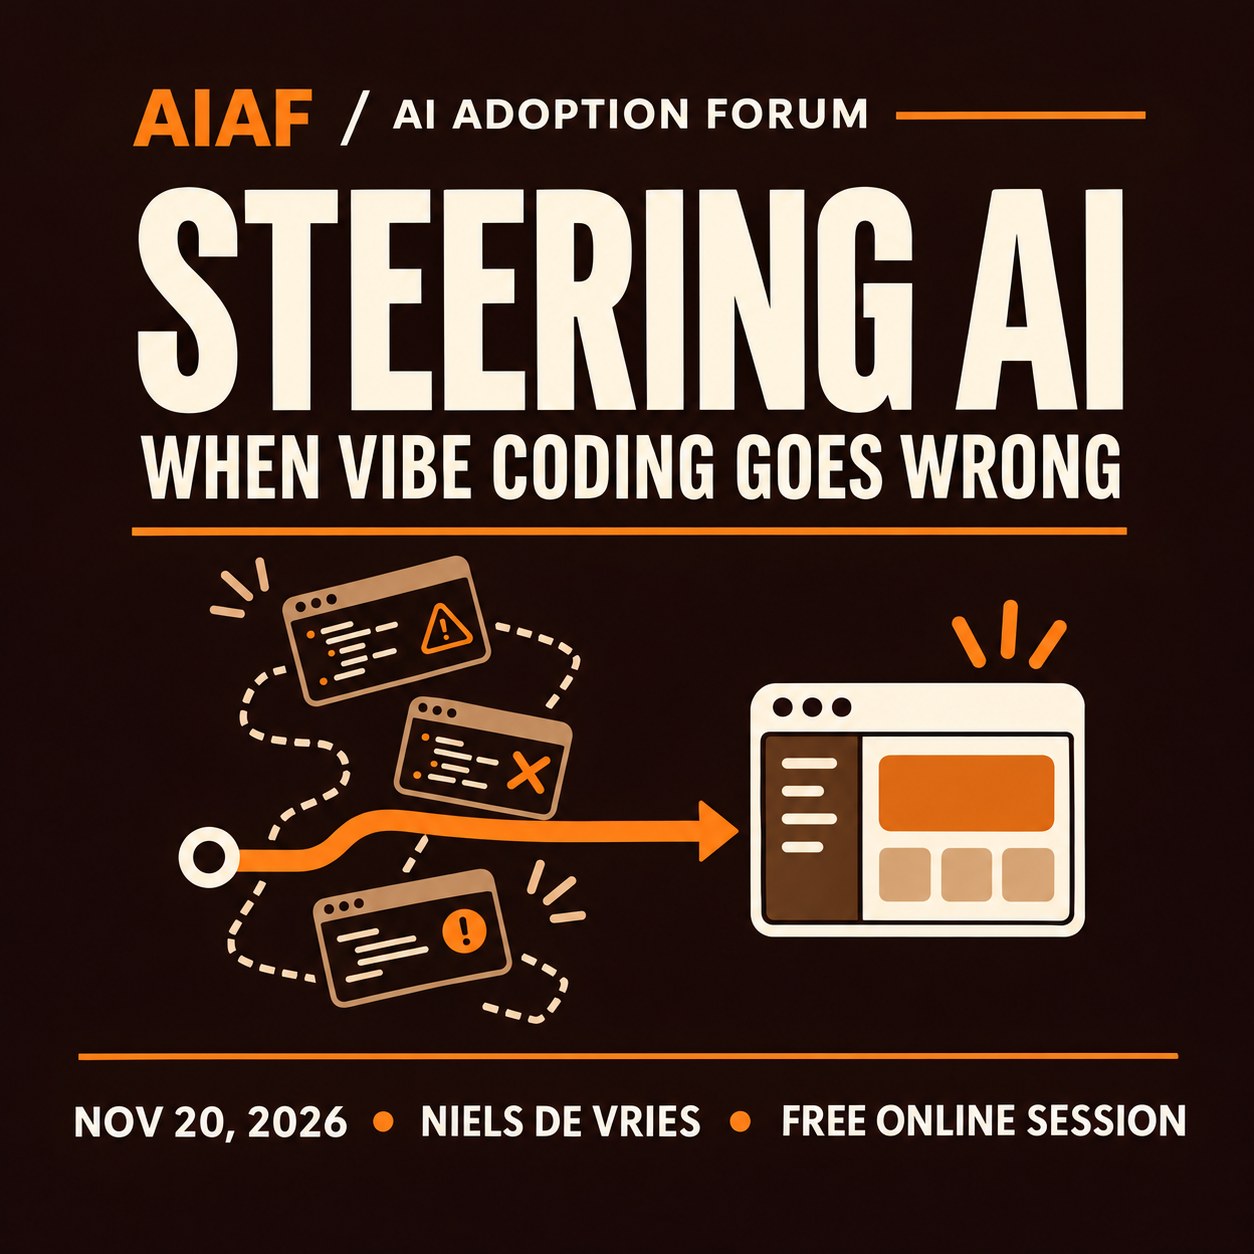 AIAF / AI ADOPTION FORUM
STEERING AI
WHEN VIBE CODING GOES WRONG
NOV 20, 2026 • NIELS DE VRIES • FREE ONLINE SESSION